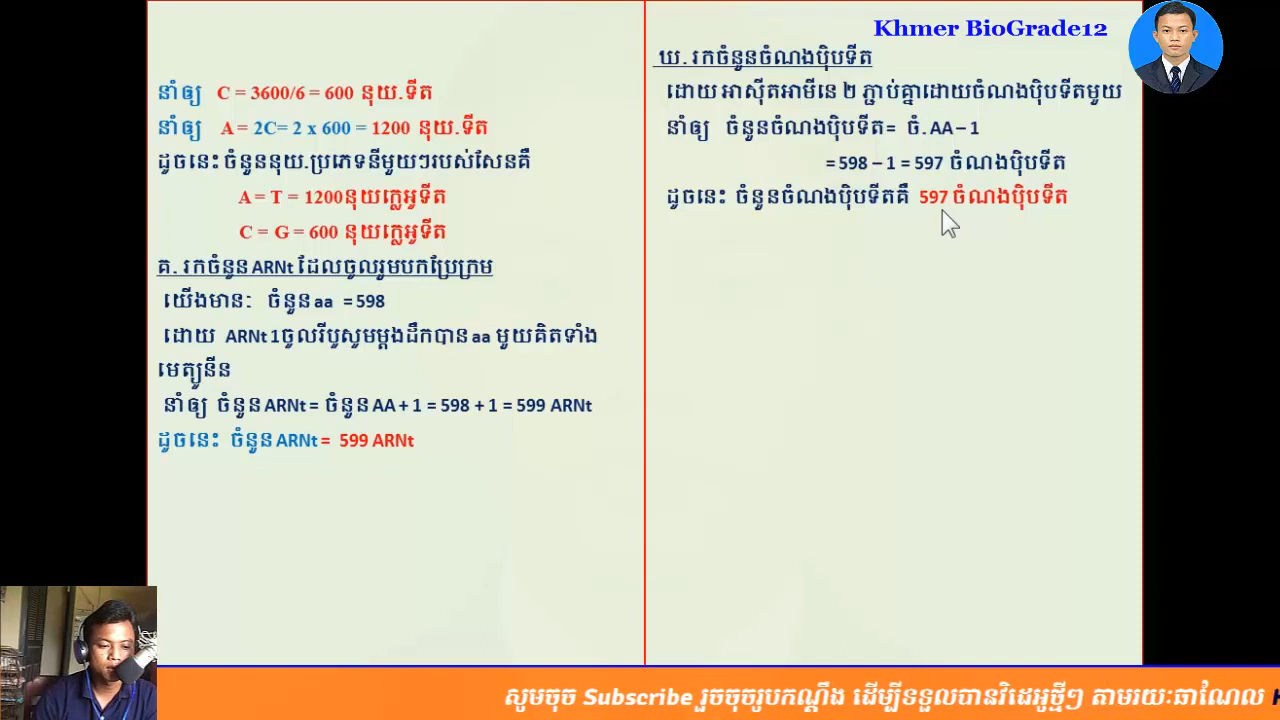 នាំឲ្យ C = 3600/6 = 600 នុយ.ទីត
នាំឲ្យ A = 2C= 2 x 600 = 1200 នុយ.ទីត
ដូចនេះ ចំនួននុយ.ប្រភេទនីមួយៗរបស់សែនគឺ
A = T = 1200នុយក្លេអូទីត
C = G = 600 នុយក្លេអូទីត
គ. រកចំនួន ARNt ដែលចូលរួមបកប្រែក្រម
យើងមានៈ ចំនួន aa = 598
ដោយ ARNt 1ចូលរីបូសូមម្តងដឹកបាន aa មួយគិតទាំង
មេត្យូនីន
នាំឲ្យ ចំនួន ARNt = ចំនួន AA + 1 = 598 + 1 = 599 ARNt
ដូចនេះ ចំនួន ARNt = 599 ARNt
Khmer BioGrade12
ឃ. រកចំនួនចំណងប៉ិបទីត
ដោយ អាស៊ីតអាមីនេ ២ ភ្ជាប់គ្នាដោយចំណងប៉ិបទីតមួយ
នាំឲ្យ ចំនួនចំណងប៉ិបទីត= ចំ. AA – 1
= 598 – 1 = 597 ចំណងប៉ិបទីត
ដូចនេះ ចំនួនចំណងប៉ិបទីតគឺ 597 ចំណងប៉ិបទីត
សូមចុច Subscribe រួចចុចរូបកណ្តឹង ដើម្បីទទួលបានវិដេអូថ្មីៗ តាមរយៈឆាណែល